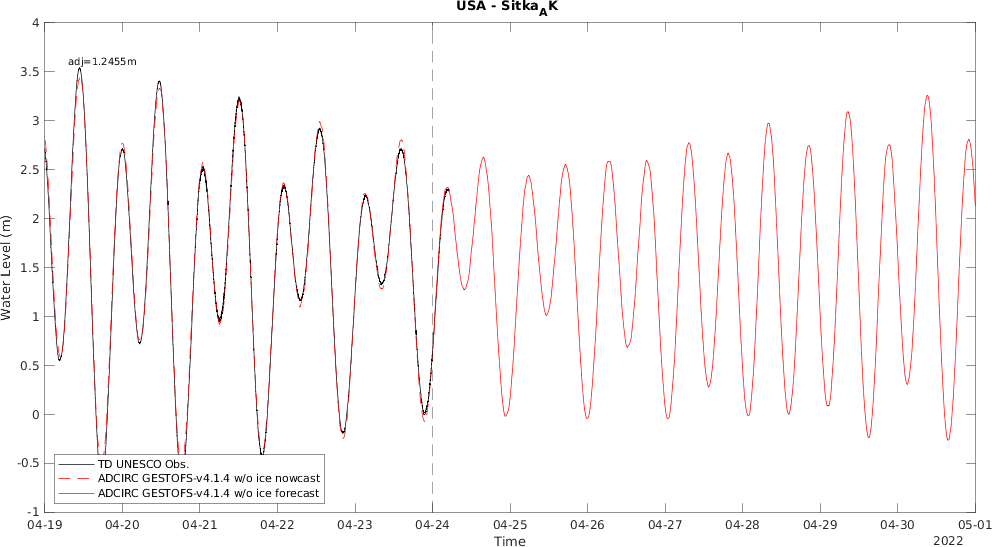 USA - Sitka_AK
adj=1.2455m
4
3.5
3
2.5
2
1.5
1
0.5
0
-0.5
-1
Water Level (m)
TD UNESCO Obs.
ADCIRC GESTOFS-v4.1.4 w/o ice nowcast
ADCIRC GESTOFS-v4.1.4 w/o ice forecast
04-19 04-20 04-21 04-22 04-23 04-24 04-25 04-26 04-27 04-28 04-29 04-30 05-01
Time
2022